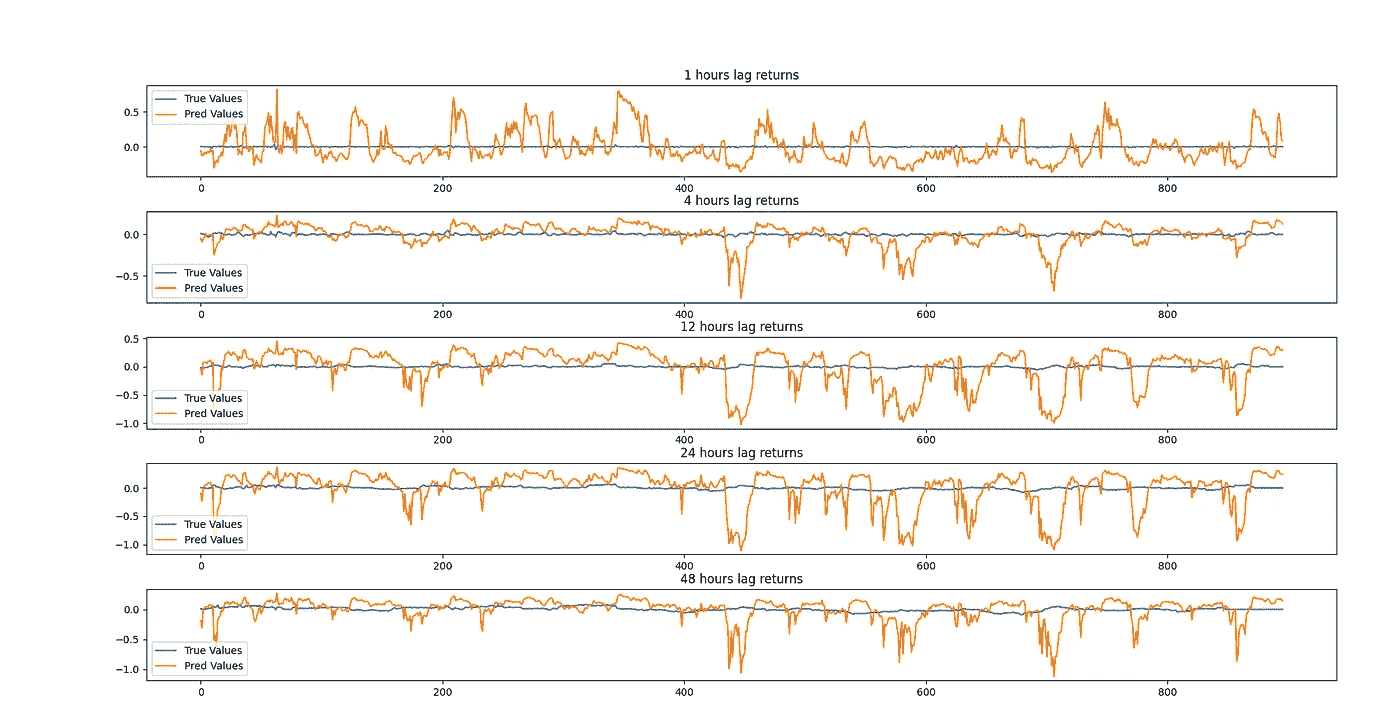 1 hours lag returns
True Values
Pred Values
0.5
0.0
0 200 400 600 800
4 hours lag returns
0.0
−0.5
True Values
Pred Values
0 200 400 600 800
12 hours lag returns
0.5
0.0
−0.5
−1.0
True Values
Pred Values
0 200 400 600 800
24 hours lag returns
0.0
−0.5
−1.0
True Values
Pred Values
0 200 400 600 800
48 hours lag returns
0.0
−0.5
−1.0
True Values
Pred Values
0 200 400 600 800